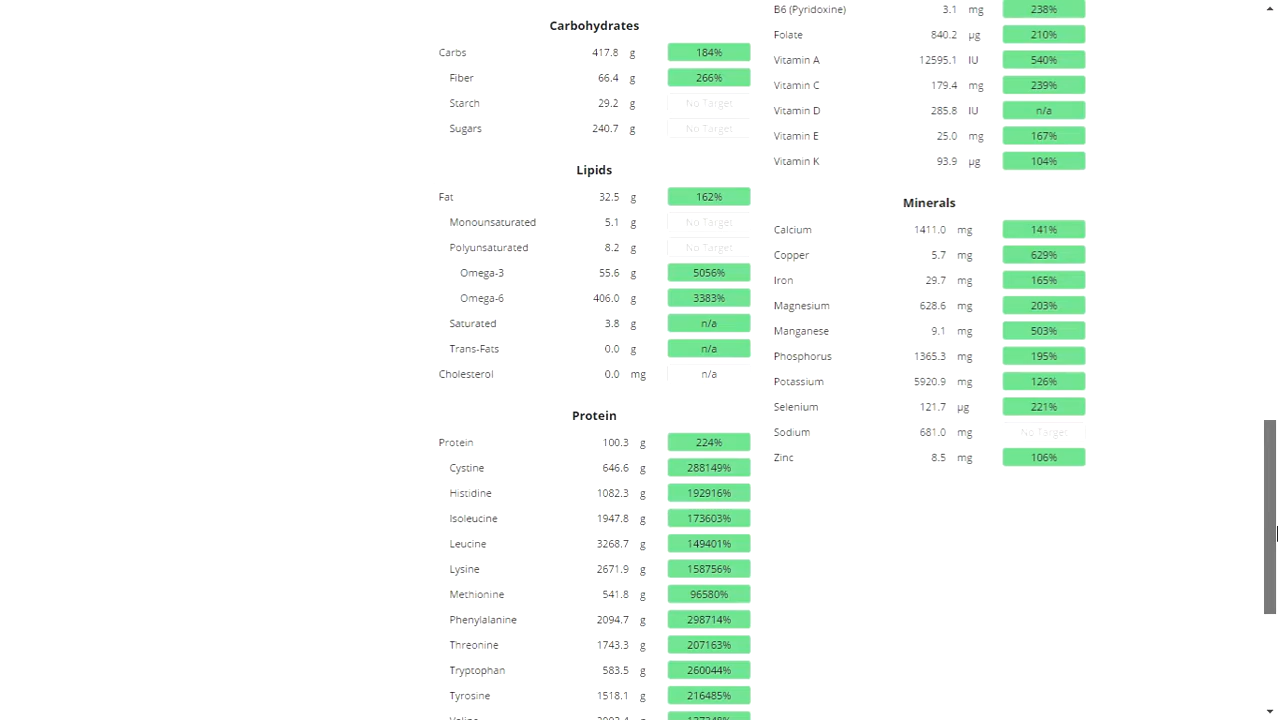 Carbohydrates
Carbs 417.8 g 184%
Fiber 66.4 g 266%
Starch 29.2 g No Target
Sugars 240.7 g No Target
Lipids
Fat 32.5 g 162%
Monounsaturated 5.1 g No Target
Polyunsaturated 8.2 g No Target
Omega-3 55.6 g 5056%
Omega-6 406.0 g 3383%
Saturated 3.8 g n/a
Trans-Fats 0.0 g n/a
Cholesterol 0.0 mg n/a
Protein
Protein 100.3 g 224%
Cystine 646.6 g 288149%
Histidine 1082.3 g 192916%
Isoleucine 1947.8 g 173603%
Leucine 3268.7 g 149401%
Lysine 2671.9 g 158756%
Methionine 541.8 g 96580%
Phenylalanine 2094.7 g 298714%
Threonine 1743.3 g 207163%
Tryptophan 583.5 g 260044%
Tyrosine 1518.1 g 216485%
B6 (Pyridoxine) 3.1 mg 238%
Folate 840.2 µg 210%
Vitamin A 12595.1 IU 540%
Vitamin C 179.4 mg 239%
Vitamin D 285.8 IU n/a
Vitamin E 25.0 mg 167%
Vitamin K 93.9 µg 104%
Minerals
Calcium 1411.0 mg 141%
Copper 5.7 mg 629%
Iron 29.7 mg 165%
Magnesium 628.6 mg 203%
Manganese 9.1 mg 503%
Phosphorus 1365.3 mg 195%
Potassium 5920.9 mg 126%
Selenium 121.7 µg 221%
Sodium 681.0 mg No Target
Zinc 8.5 mg 106%